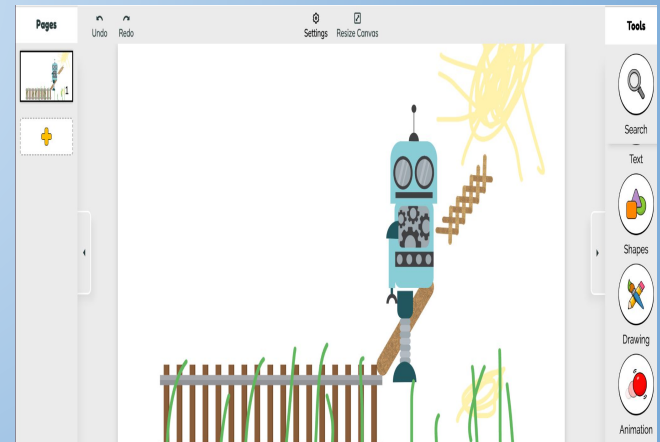 Pages
Undo
Redo
Settings
Resize Canvas
Tools
1
Search
Text
Shapes
Drawing
Animation